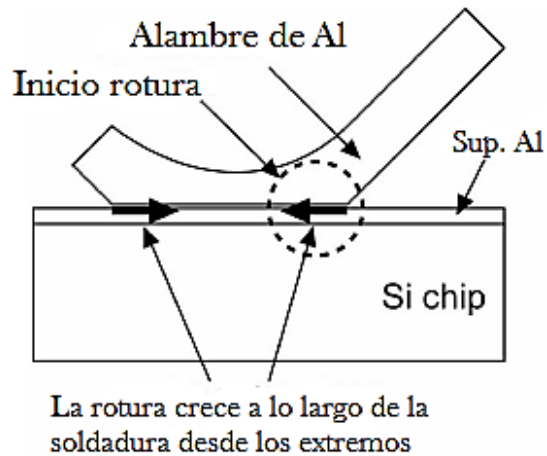 Alambre de Al
Inicio rotura
Sup. Al
Si chip
La rotura crece a lo largo de la
soldadura desde los extremos